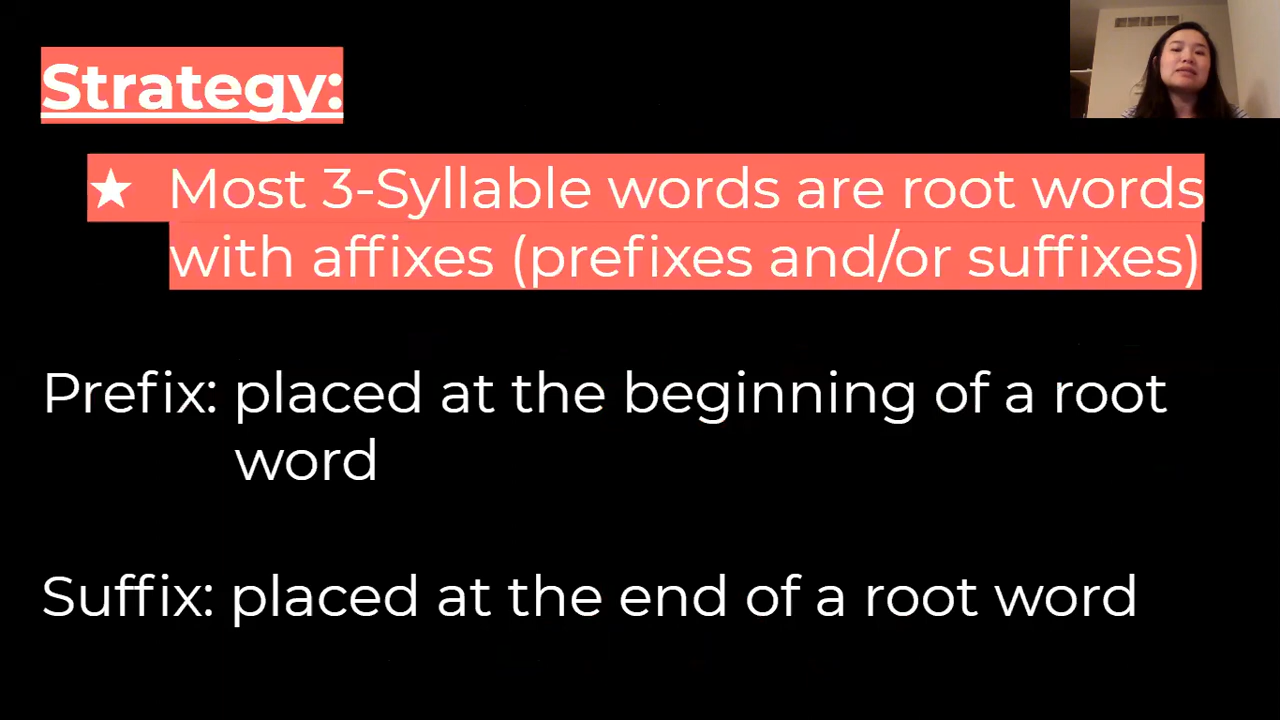 Strategy:
★ Most 3-Syllable words are root words
with affixes (prefixes and/or suffixes)
Prefix: placed at the beginning of a root
word
Suffix: placed at the end of a root word